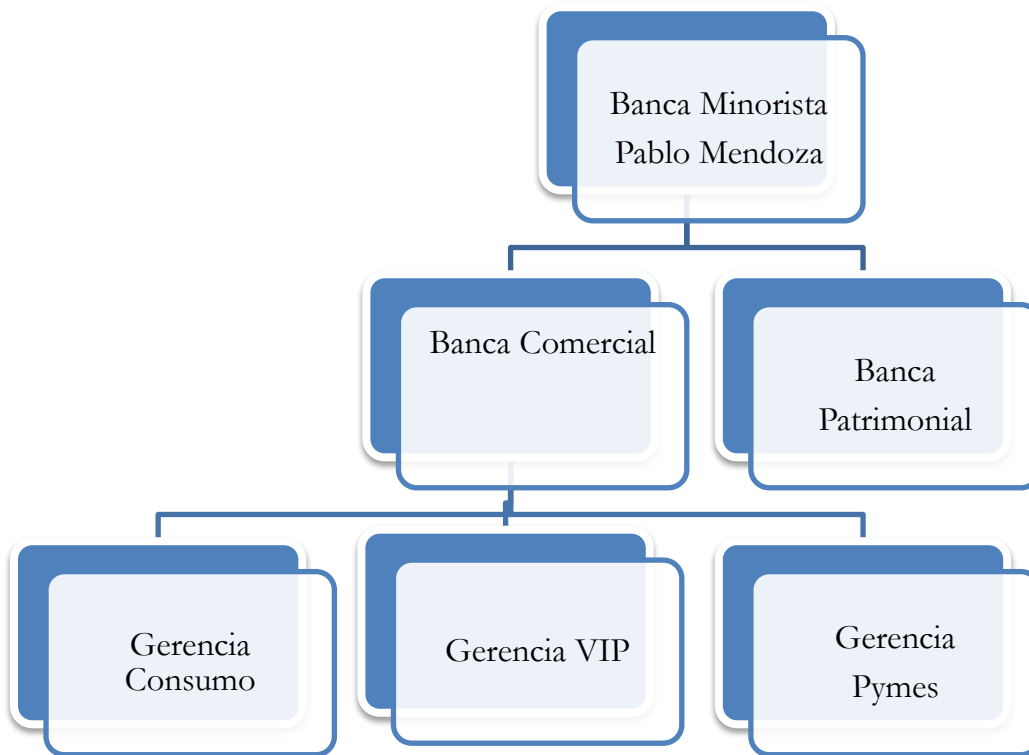 Banca Minorista
Pablo Mendoza
Banca Comercial
Banca
Patrimonial
Gerencia
Consumo
Gerencia VIP
Gerencia
Pymes